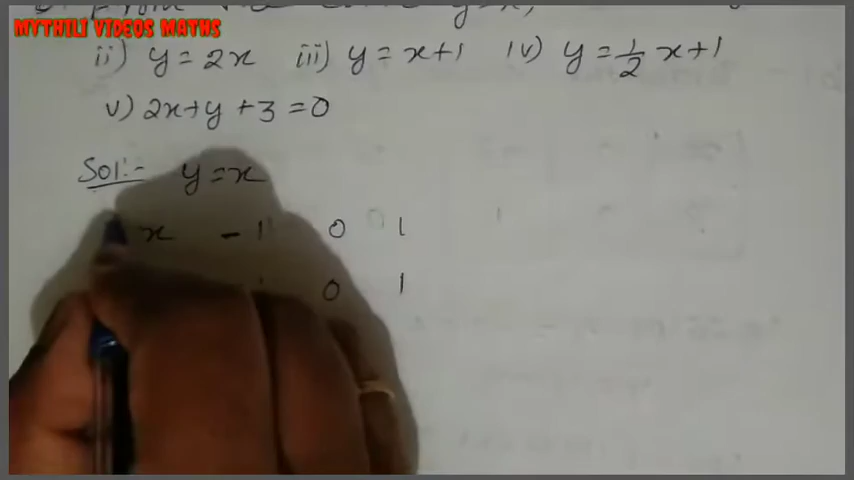 MYTHILI VIDEOS MATHS
ii) y = 2x iii) y = x+1 iv) y = 1/2 x+1
v) 2x+y+3=0
Sol:- y=x
x -1 0 1
0 1